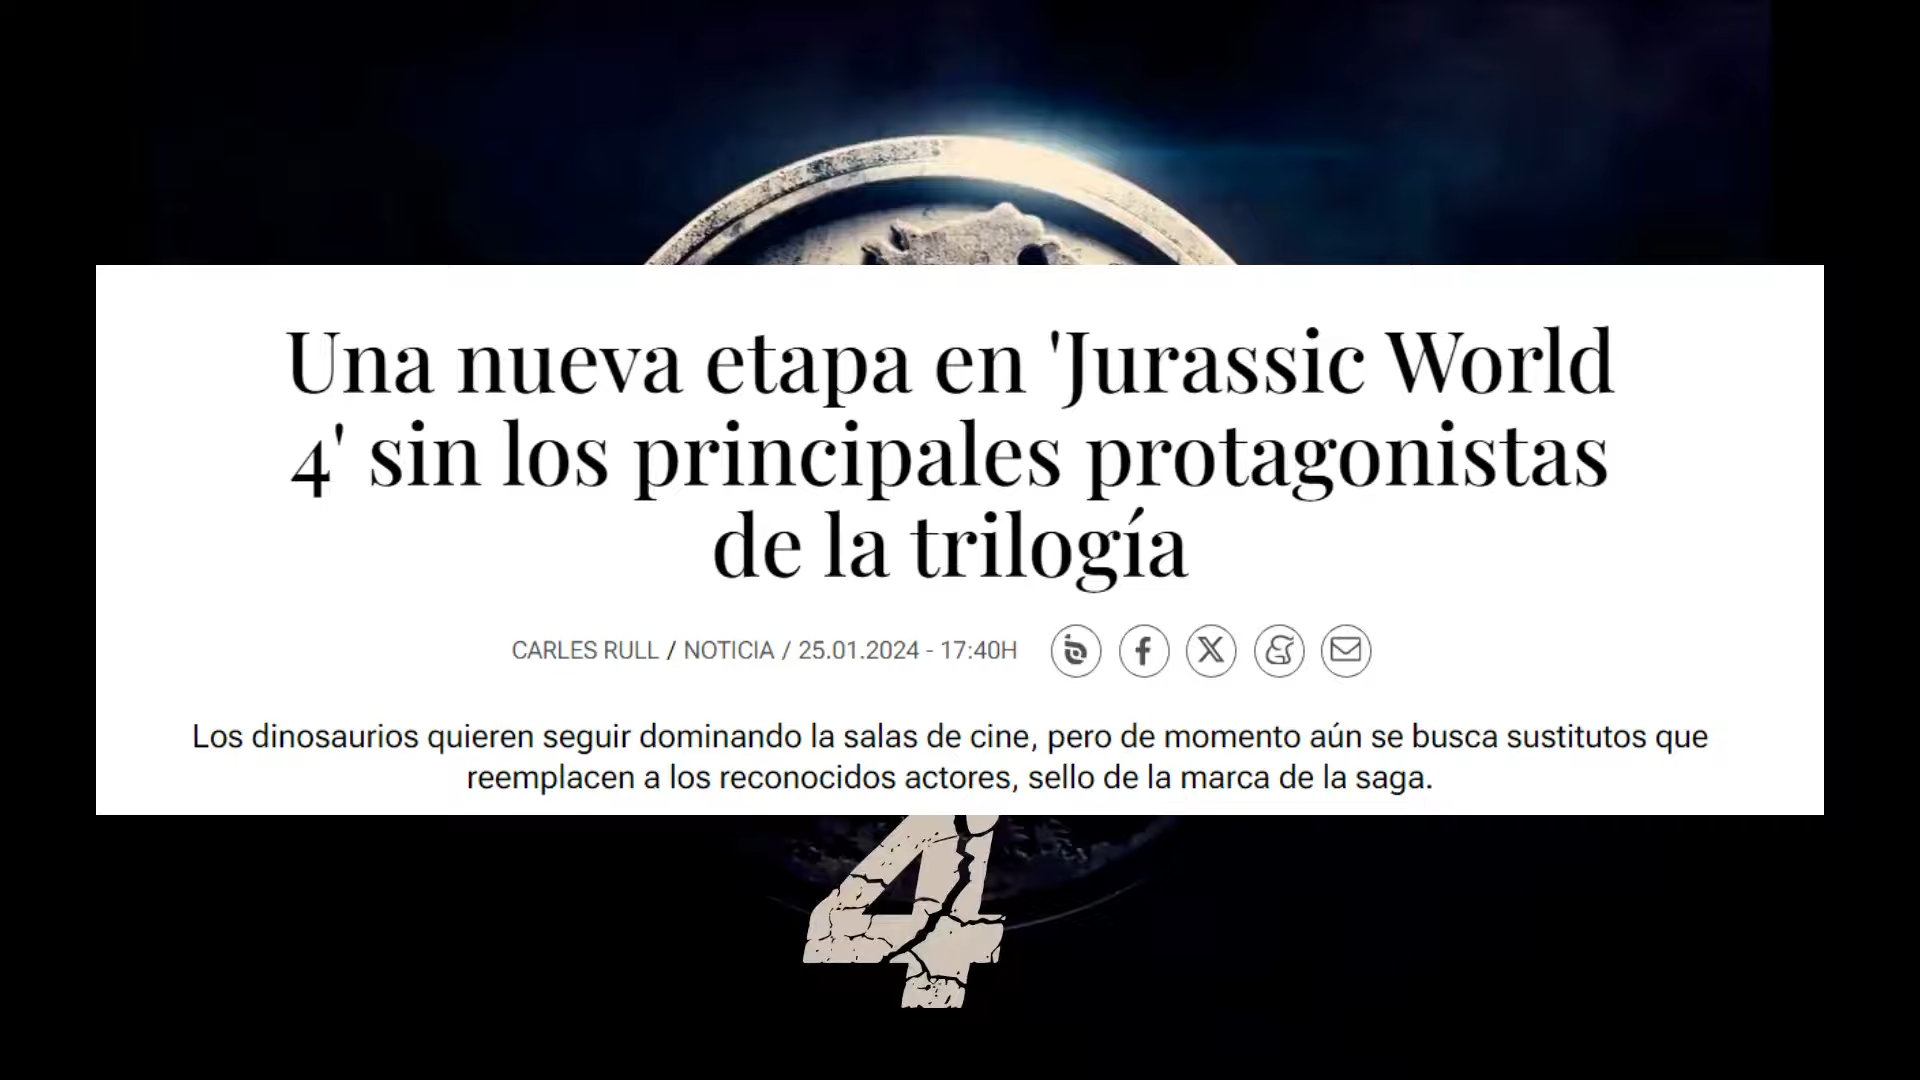 Una nueva etapa en 'Jurassic World
4' sin los principales protagonistas
de la trilogía
CARLES RULL / NOTICIA / 25.01.2024 - 17:40H
Los dinosaurios quieren seguir dominando la salas de cine, pero de momento aún se busca sustitutos que
reemplacen a los reconocidos actores, sello de la marca de la saga.
4